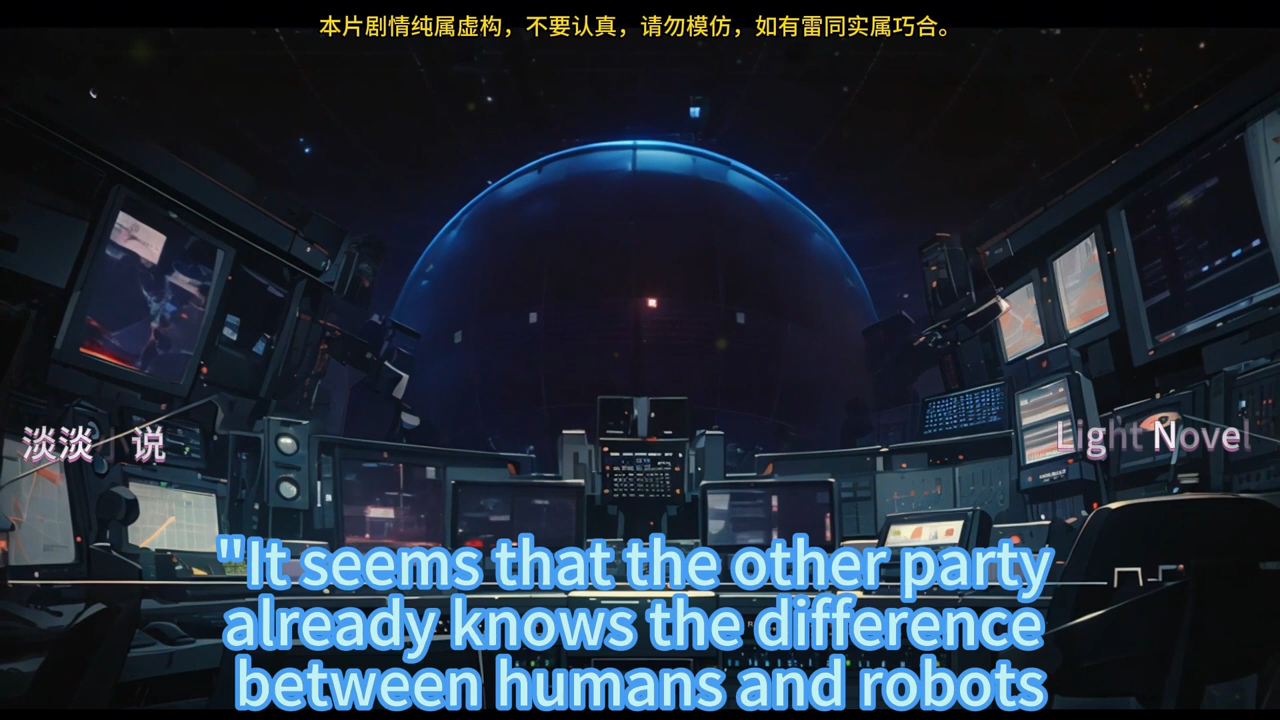 本片剧情纯属虚构，不要认真，请勿模仿，如有雷同实属巧合。
淡淡小说
Light Novel
"It seems that the other party
already knows the difference
between humans and robots